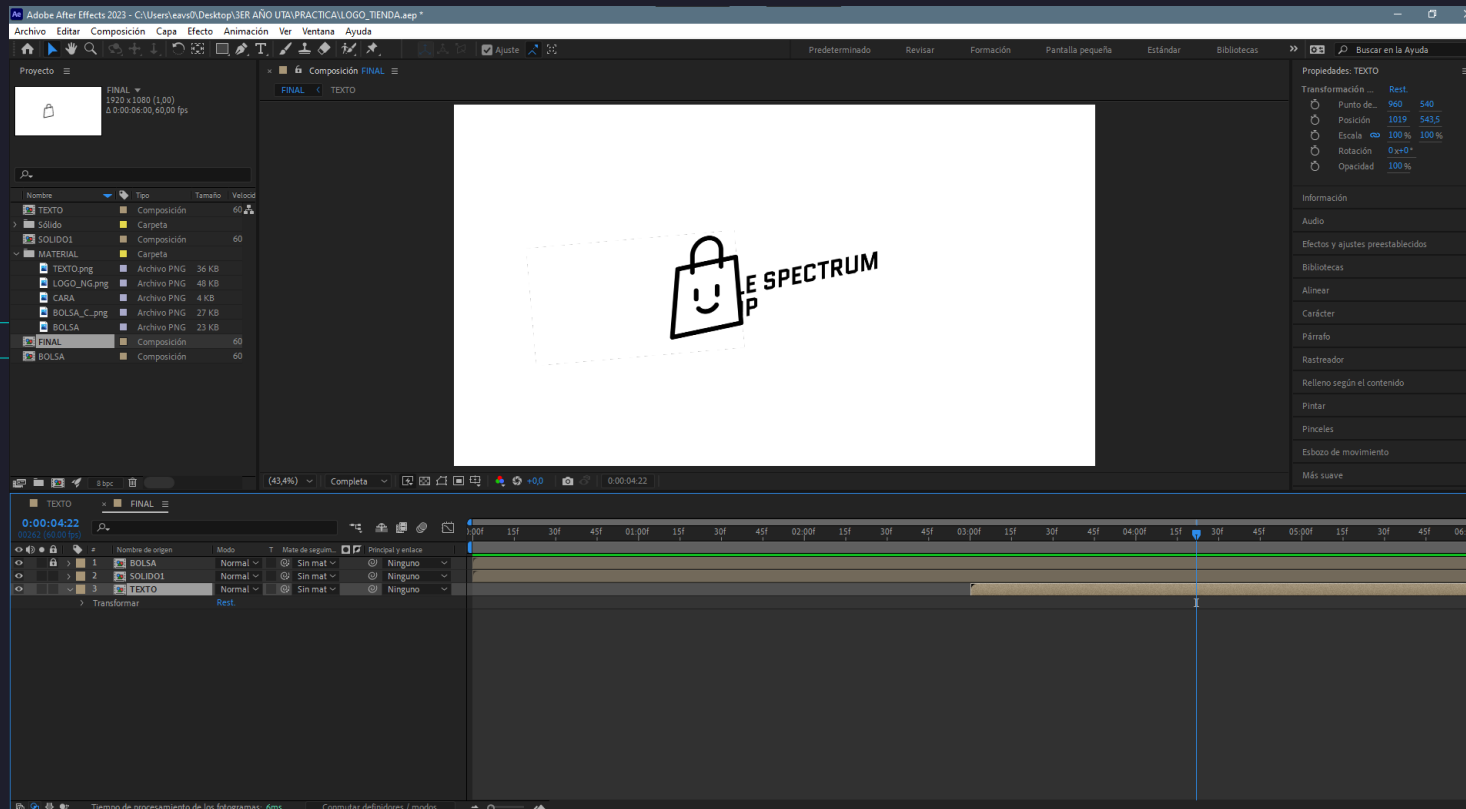 Adobe After Effects 2023 - C:\Users\eavs0\Desktop\3ER AÑO UTA\PRACTICA\LOGO_TIENDA.aep *
Archivo Editar Composición Capa Efecto Animación Ver Ventana Ayuda
Ajuste Predeterminado Revisar Formación Pantalla pequeña Estándar Bibliotecas Buscar en la Ayuda
Proyecto
FINAL
1920 x 1080 (1,00)
Δ 0:00:06:00, 60,00 fps
Nombre Tipo Tamaño Velocid
TEXTO Composición 60
Sólido Carpeta
SOLIDO1 Composición 60
MATERIAL Carpeta
TEXTO.png Archivo PNG 36 KB
LOGO_NG.png Archivo PNG 48 KB
CARA Archivo PNG 4 KB
BOLSA_C...png Archivo PNG 27 KB
BOLSA Archivo PNG 23 KB
FINAL Composición 60
BOLSA Composición 60
8 bpc
Composición FINAL
FINAL TEXTO
E SPECTRUM
P
(43,4%) Completa +0,0 0:00:04:22
Propiedades: TEXTO
Transformación ... Rest.
Punto de... 960 540
Posición 1019 543,5
Escala 100 % 100 %
Rotación 0 x+0°
Opacidad 100 %
Información
Audio
Efectos y ajustes preestablecidos
Bibliotecas
Alinear
Carácter
Párrafo
Rastreador
Relleno según el contenido
Pintar
Pinceles
Esbozo de movimiento
Más suave
TEXTO FINAL
0:00:04:22
00262 (60.00 fps)
):00f 15f 30f 45f 01:00f 15f 30f 45f 02:00f 15f 30f 45f 03:00f 15f 30f 45f 04:00f 15f 30f 45f 05:00f 15f 30f 45f 06:
# Nombre de origen Modo T Mate de seguim... Principal y enlace
1 BOLSA Normal Sin mat Ninguno
2 SOLIDO1 Normal Sin mat Ninguno
3 TEXTO Normal Sin mat Ninguno
Transformar Rest.
Tiempo de procesamiento de los fotogramas: 6ms Conmutar definidores / modos